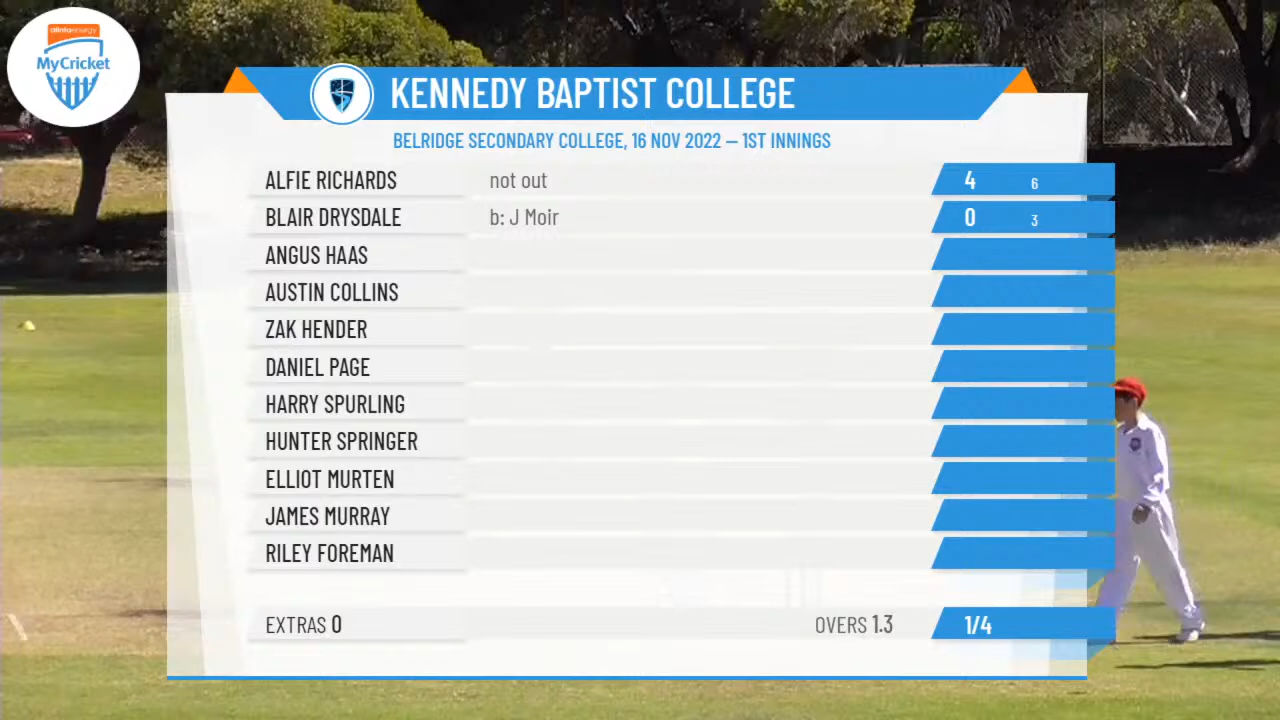 alintaenergy
MyCricket
KENNEDY BAPTIST COLLEGE
BELRIDGE SECONDARY COLLEGE, 16 NOV 2022 – 1ST INNINGS
ALFIE RICHARDS not out 4 6
BLAIR DRYSDALE b: J Moir 0 3
ANGUS HAAS
AUSTIN COLLINS
ZAK HENDER
DANIEL PAGE
HARRY SPURLING
HUNTER SPRINGER
ELLIOT MURTEN
JAMES MURRAY
RILEY FOREMAN
EXTRAS 0 OVERS 1.3 1/4